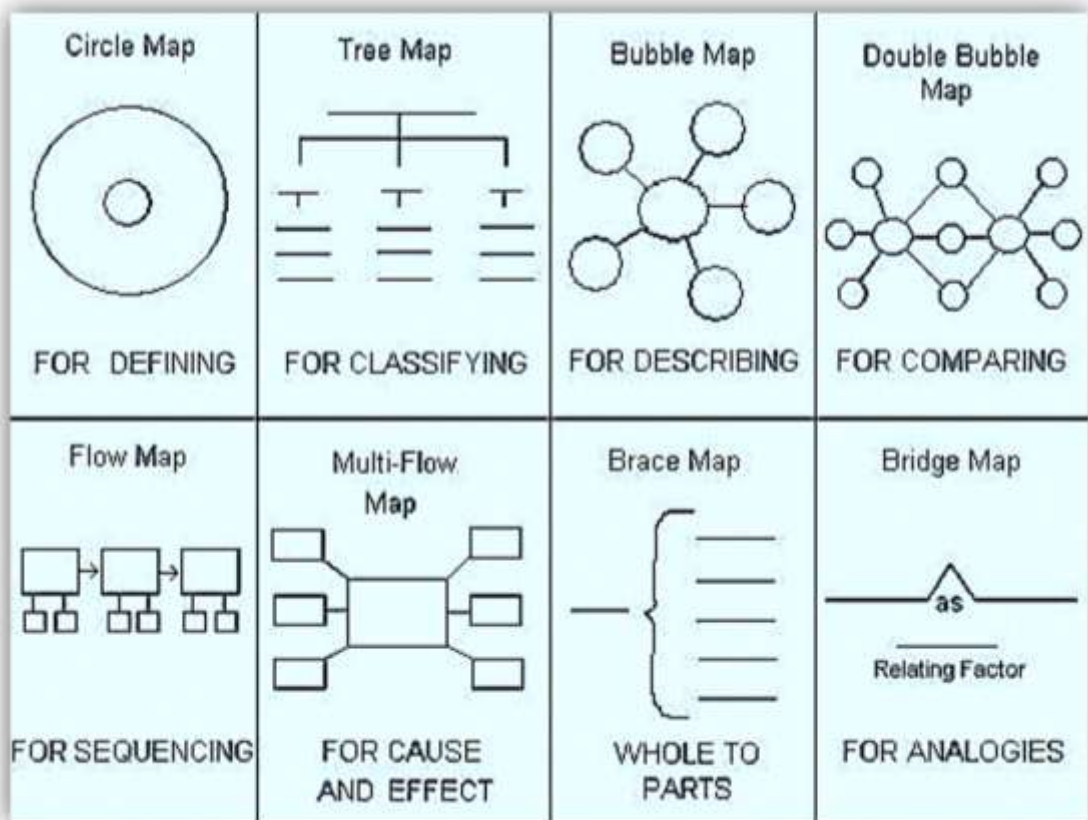 Circle Map
FOR DEFINING
Tree Map
FOR CLASSIFYING
Bubble Map
FOR DESCRIBING
Double Bubble
Map
FOR COMPARING
Flow Map
FOR SEQUENCING
Multi-Flow
Map
FOR CAUSE
AND EFFECT
Brace Map
WHOLE TO
PARTS
Bridge Map
as
Relating Factor
FOR ANALOGIES